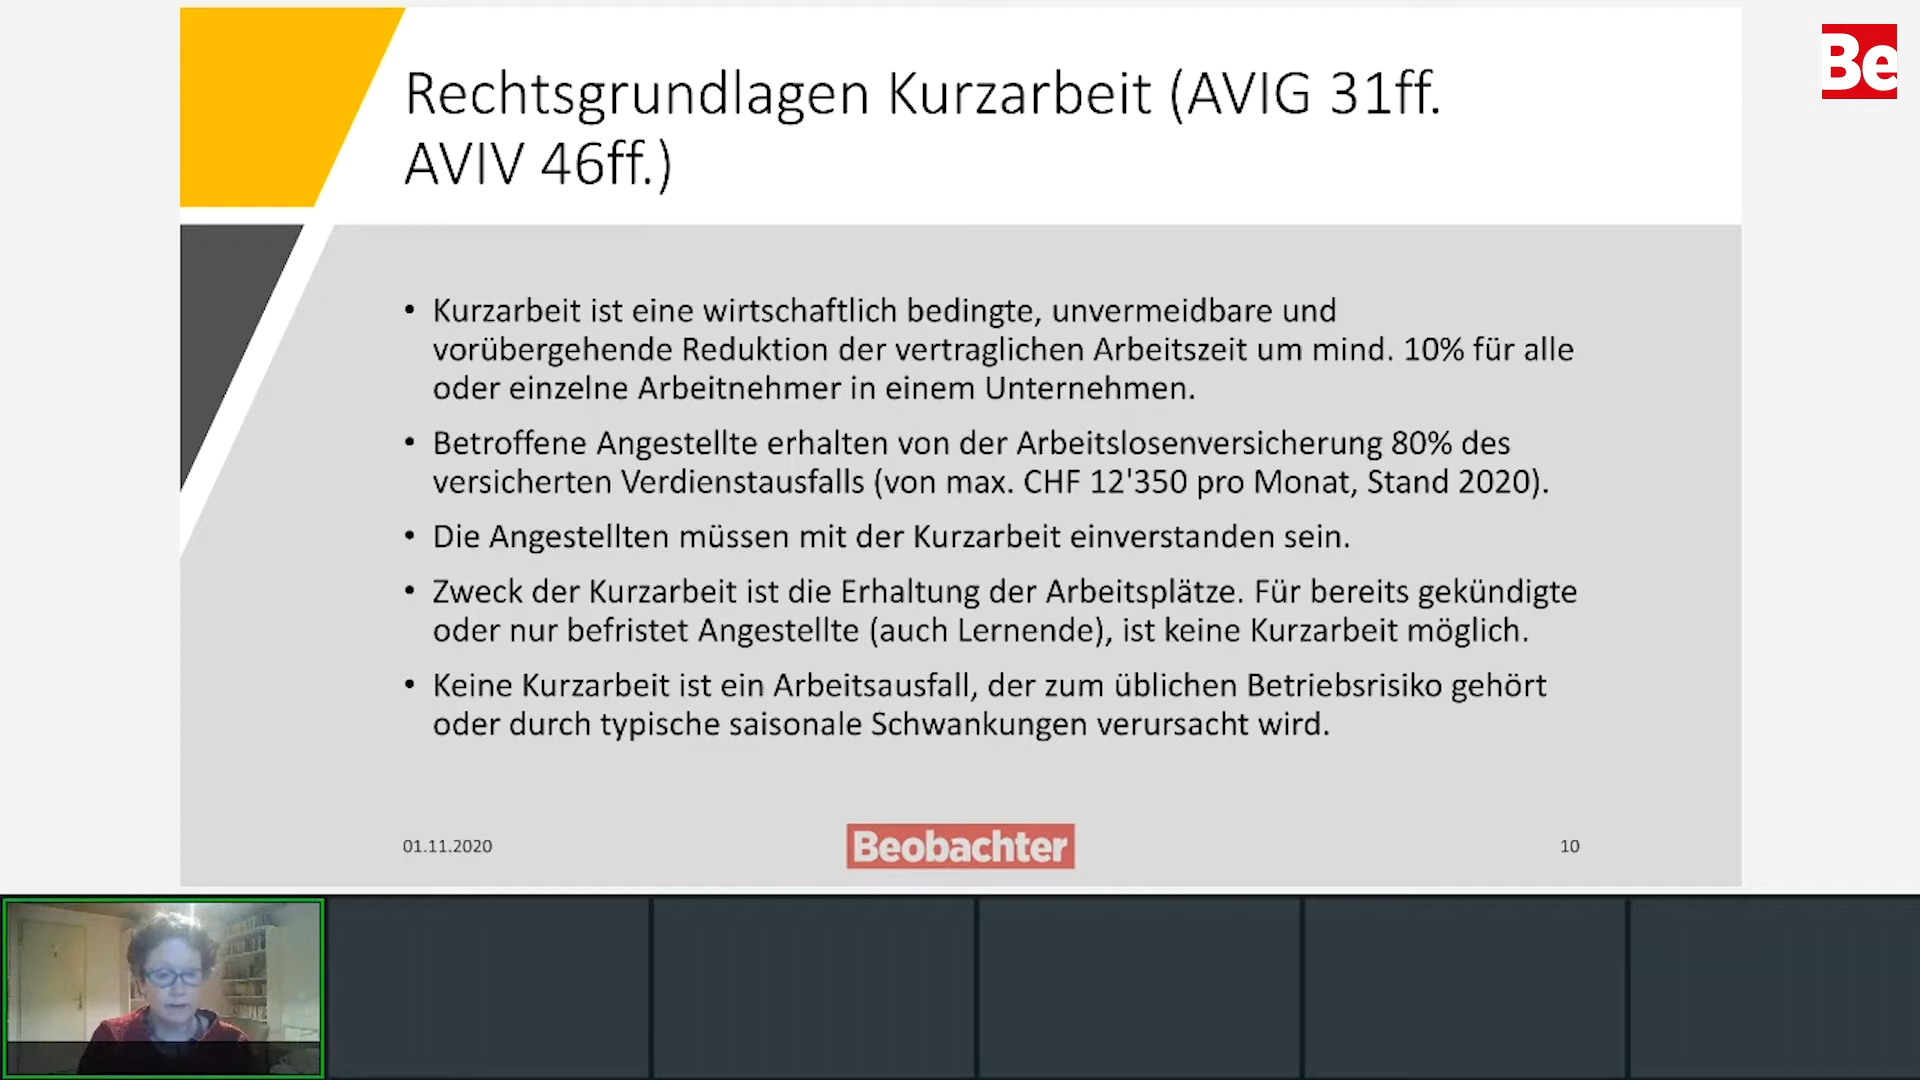 Be
Rechtsgrundlagen Kurzarbeit (AVIG 31ff.
AVIV 46ff.)
• Kurzarbeit ist eine wirtschaftlich bedingte, unvermeidbare und
vorübergehende Reduktion der vertraglichen Arbeitszeit um mind. 10% für alle
oder einzelne Arbeitnehmer in einem Unternehmen.
• Betroffene Angestellte erhalten von der Arbeitslosenversicherung 80% des
versicherten Verdienstausfalls (von max. CHF 12'350 pro Monat, Stand 2020).
• Die Angestellten müssen mit der Kurzarbeit einverstanden sein.
• Zweck der Kurzarbeit ist die Erhaltung der Arbeitsplätze. Für bereits gekündigte
oder nur befristet Angestellte (auch Lernende), ist keine Kurzarbeit möglich.
• Keine Kurzarbeit ist ein Arbeitsausfall, der zum üblichen Betriebsrisiko gehört
oder durch typische saisonale Schwankungen verursacht wird.
01.11.2020
Beobachter
10